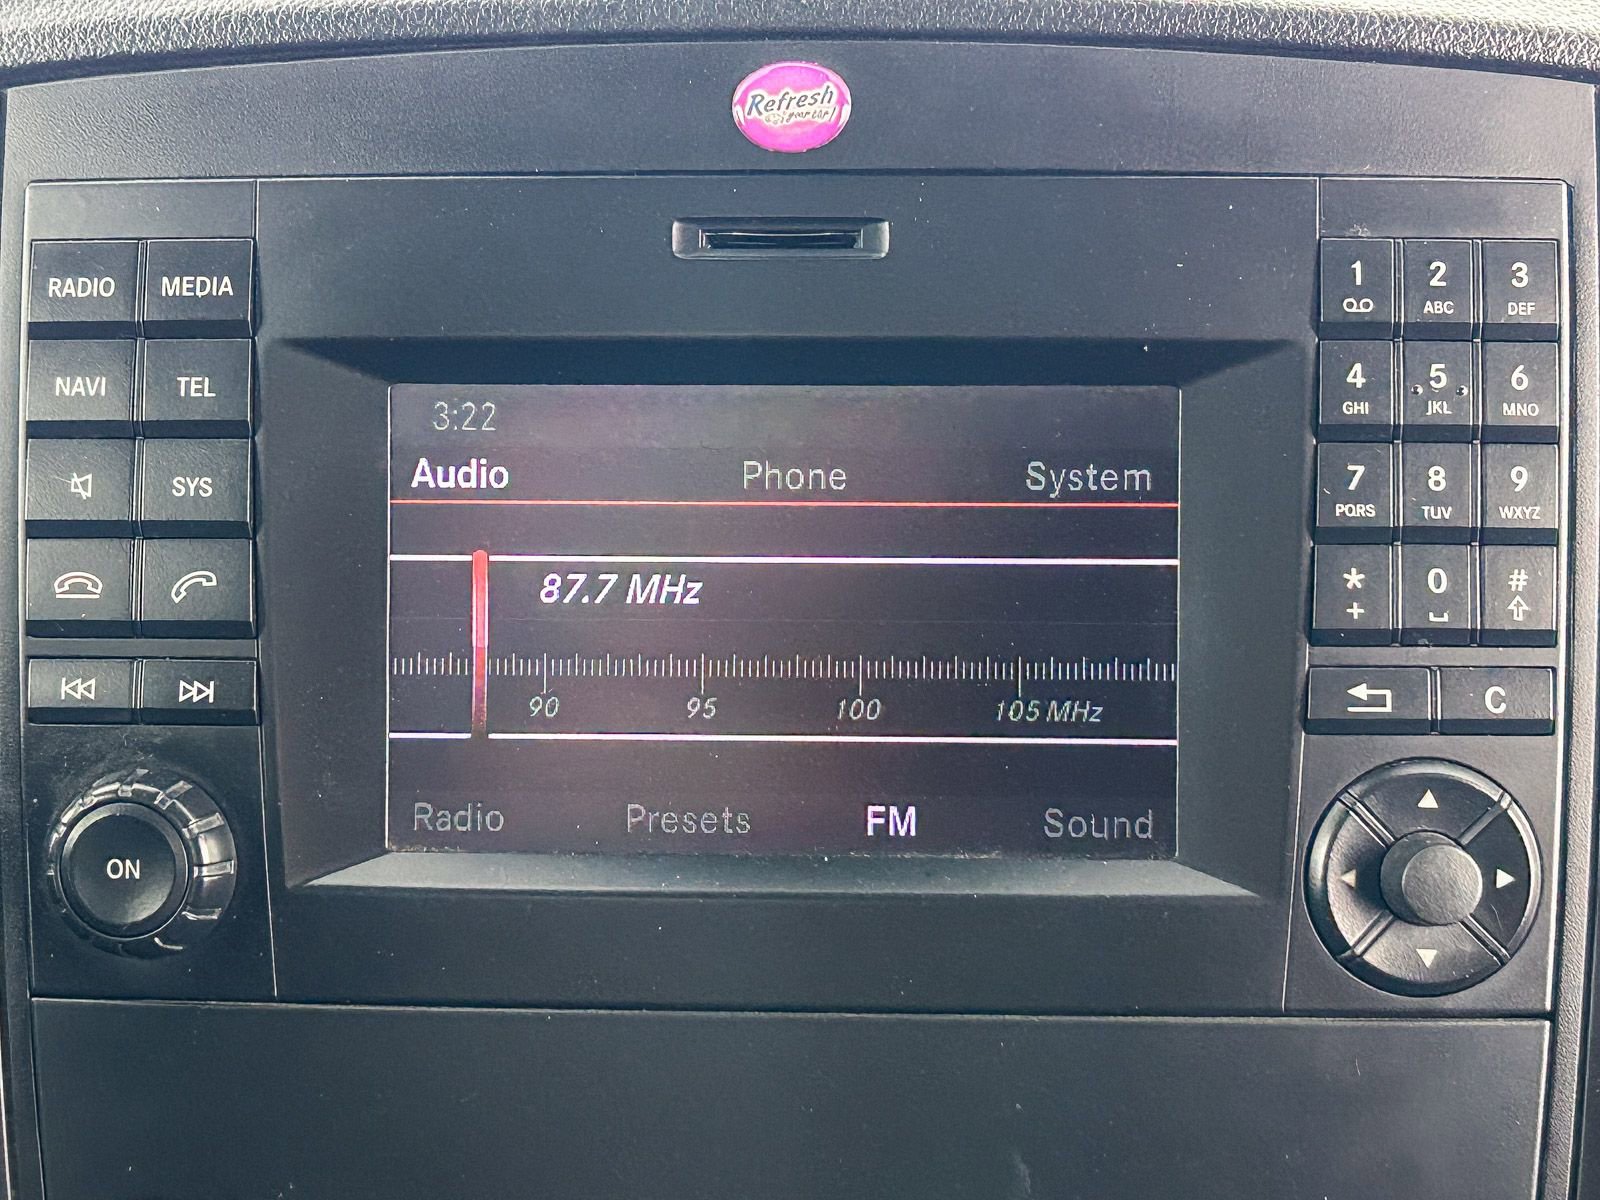 Refresh
your car!
RADIO MEDIA
NAVI TEL
SYS
ON
3:22
Audio Phone System
87.7 MHz
90 95 100 105 MHz
Radio Presets FM Sound
1 2 3
ABC DEF
4 5 6
GHI JKL MNO
7 8 9
PQRS TUV WXYZ
* 0 #
+
C